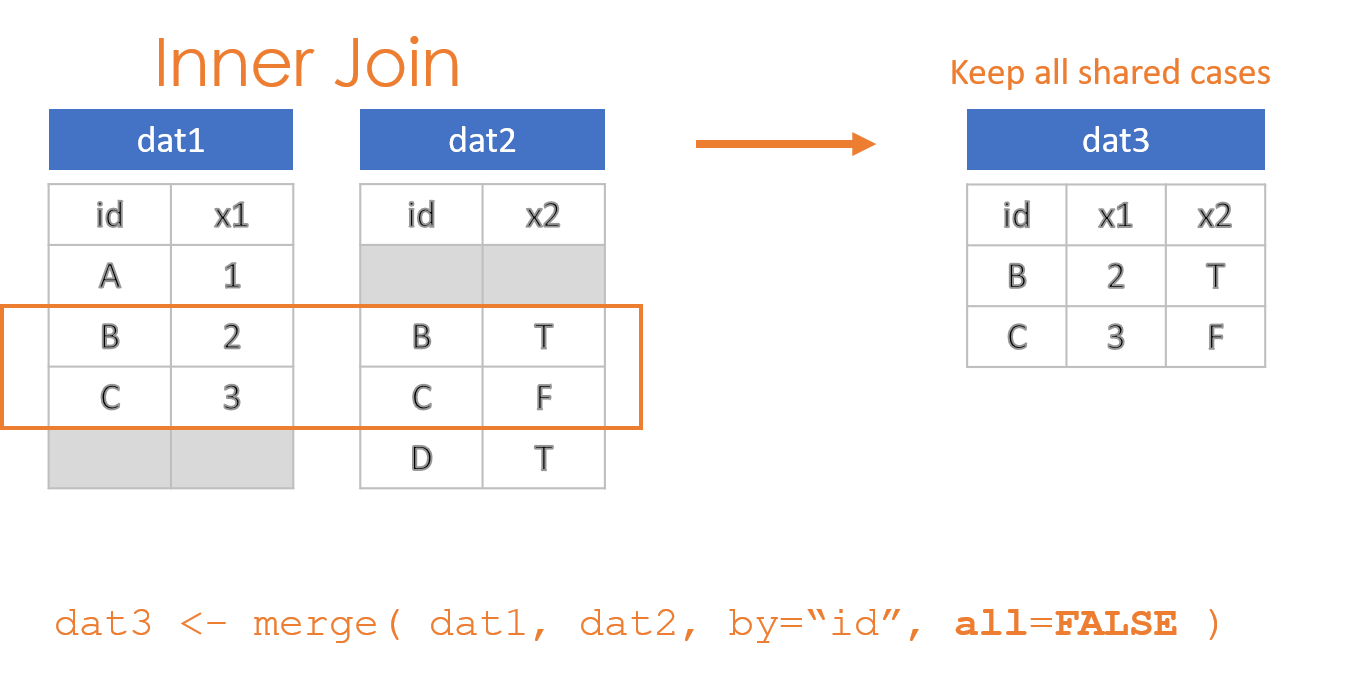 Inner Join
Keep all shared cases
dat1 dat2 dat3
id x1 id x2 id x1 x2
A 1 B 2 T
B 2 B T C 3 F
C 3 C F
D T
dat3 <- merge( dat1, dat2, by=“id”, all=FALSE )